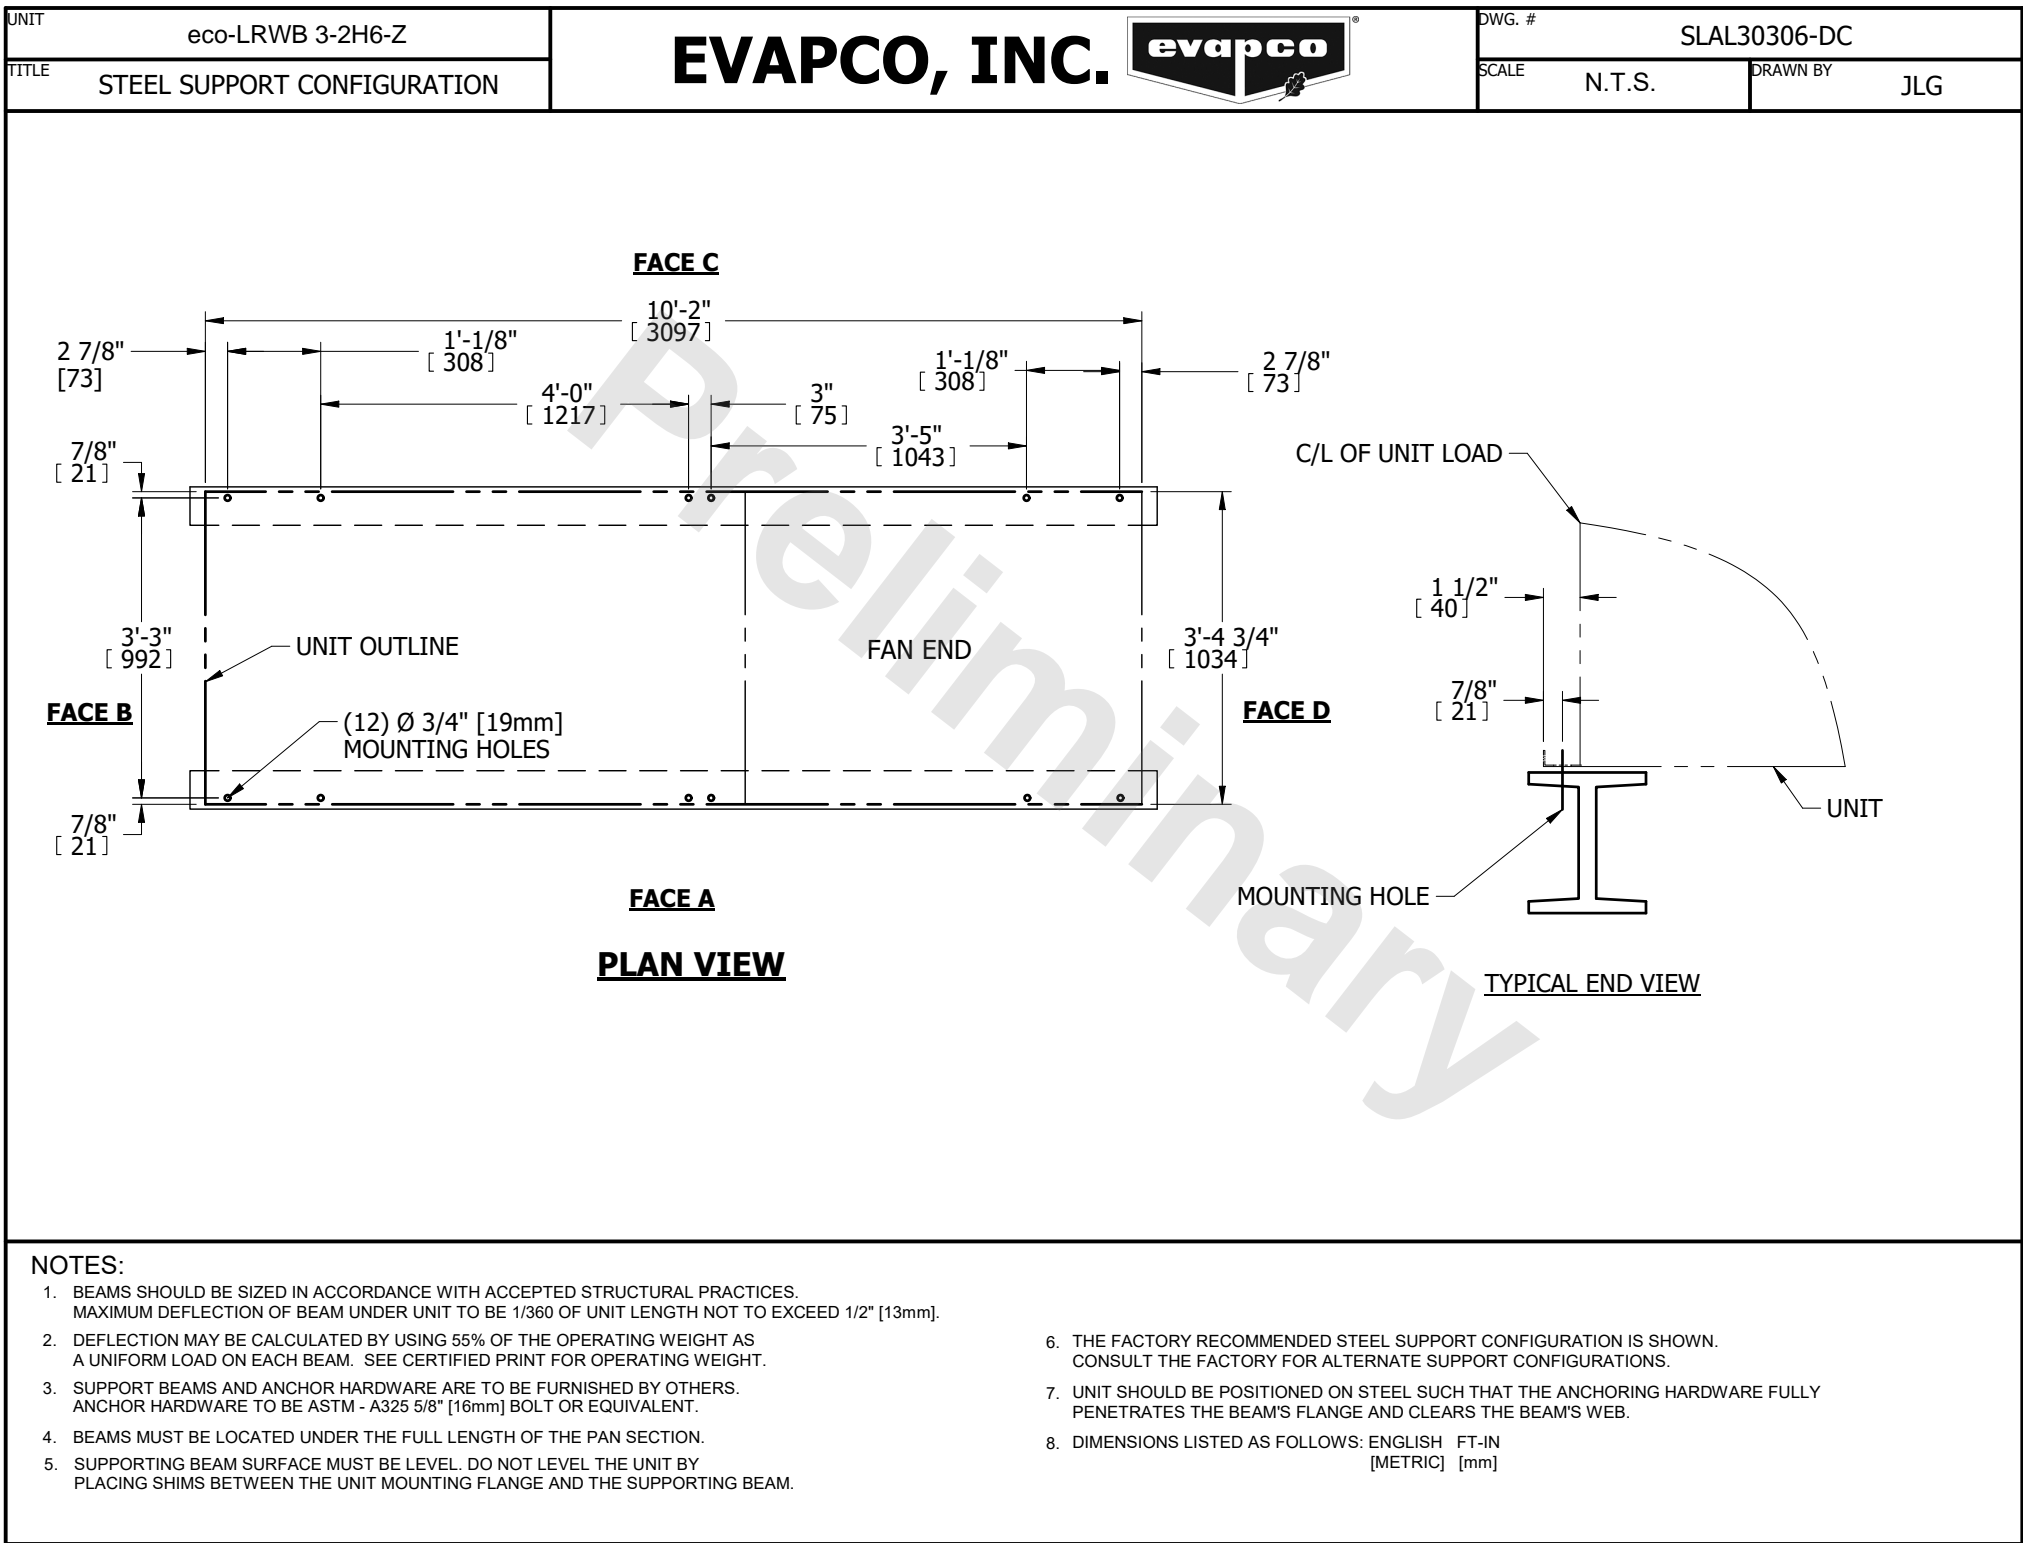 UNIT
eco-LRWB 3-2H6-Z
TITLE
STEEL SUPPORT CONFIGURATION
EVAPCO, INC.
evapco
®
DWG. #
SLAL30306-DC
SCALE
N.T.S.
DRAWN BY
JLG
FACE C
10'-2"
[ 3097]
2 7/8"
[73]
1'-1/8"
[ 308]
1'-1/8"
[ 308]
2 7/8"
[ 73]
4'-0"
[ 1217]
3"
[ 75]
3'-5"
[ 1043]
7/8"
[ 21]
C/L OF UNIT LOAD
1 1/2"
[ 40]
3'-3"
[ 992]
UNIT OUTLINE
FAN END
3'-4 3/4"
[ 1034]
7/8"
[ 21]
FACE B
(12) Ø 3/4" [19mm]
MOUNTING HOLES
FACE D
7/8"
[ 21]
UNIT
MOUNTING HOLE
FACE A
PLAN VIEW
TYPICAL END VIEW
Preliminary
NOTES:
1. BEAMS SHOULD BE SIZED IN ACCORDANCE WITH ACCEPTED STRUCTURAL PRACTICES.
MAXIMUM DEFLECTION OF BEAM UNDER UNIT TO BE 1/360 OF UNIT LENGTH NOT TO EXCEED 1/2" [13mm].
2. DEFLECTION MAY BE CALCULATED BY USING 55% OF THE OPERATING WEIGHT AS
A UNIFORM LOAD ON EACH BEAM. SEE CERTIFIED PRINT FOR OPERATING WEIGHT.
3. SUPPORT BEAMS AND ANCHOR HARDWARE ARE TO BE FURNISHED BY OTHERS.
ANCHOR HARDWARE TO BE ASTM - A325 5/8" [16mm] BOLT OR EQUIVALENT.
4. BEAMS MUST BE LOCATED UNDER THE FULL LENGTH OF THE PAN SECTION.
5. SUPPORTING BEAM SURFACE MUST BE LEVEL. DO NOT LEVEL THE UNIT BY
PLACING SHIMS BETWEEN THE UNIT MOUNTING FLANGE AND THE SUPPORTING BEAM.
6. THE FACTORY RECOMMENDED STEEL SUPPORT CONFIGURATION IS SHOWN.
CONSULT THE FACTORY FOR ALTERNATE SUPPORT CONFIGURATIONS.
7. UNIT SHOULD BE POSITIONED ON STEEL SUCH THAT THE ANCHORING HARDWARE FULLY
PENETRATES THE BEAM'S FLANGE AND CLEARS THE BEAM'S WEB.
8. DIMENSIONS LISTED AS FOLLOWS: ENGLISH FT-IN
[METRIC] [mm]